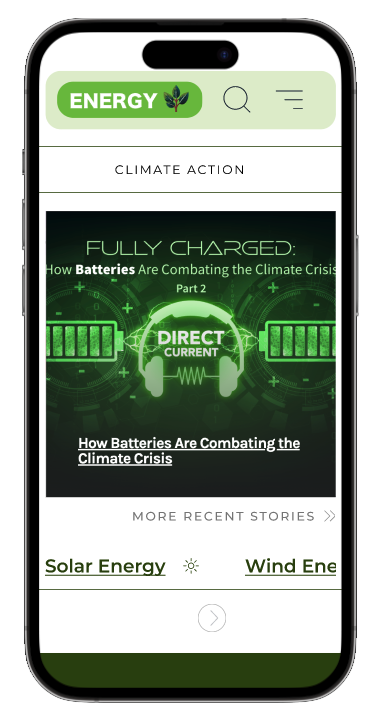 ENERGY
CLIMATE ACTION
FULLY CHARGED:
How Batteries Are Combating the Climate Crisis
Part 2
DIRECT
CURRENT
How Batteries Are Combating the
Climate Crisis
MORE RECENT STORIES
Solar Energy Wind Ene